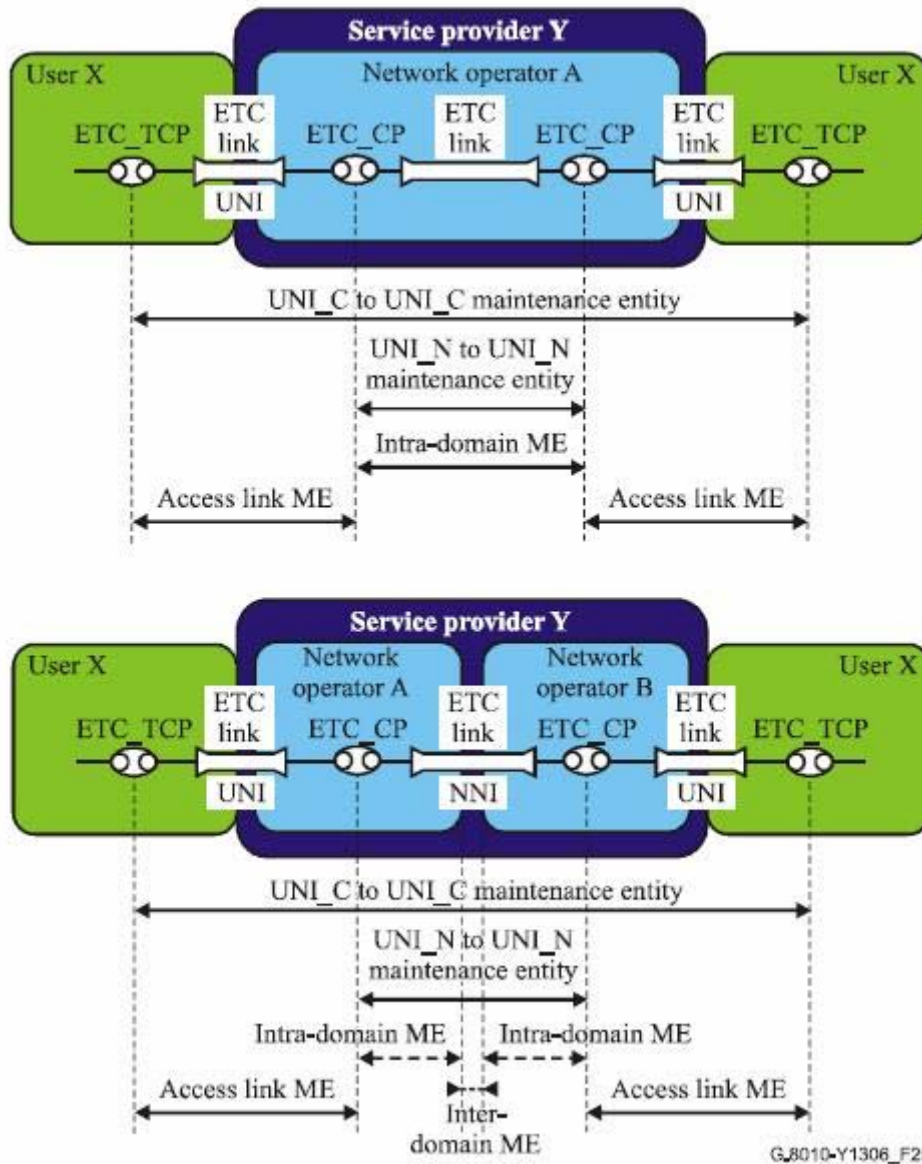 Service provider Y
User X
Network operator A
User X
ETC_TCP
ETC
link
ETC_CP
ETC
link
ETC_CP
ETC
link
ETC_TCP
UNI
UNI
UNI_C to UNI_C maintenance entity
UNI_N to UNI_N
maintenance entity
Intra-domain ME
Access link ME
Access link ME
Service provider Y
User X
Network
operator A
Network
operator B
User X
ETC_TCP
ETC
link
ETC_CP
ETC
link
ETC_CP
ETC
link
ETC_TCP
UNI
NNI
UNI
UNI_C to UNI_C maintenance entity
UNI_N to UNI_N
maintenance entity
Intra-domain ME
Intra-domain ME
Access link ME
Access link ME
Inter-
domain ME
G.8010-Y1306_F2